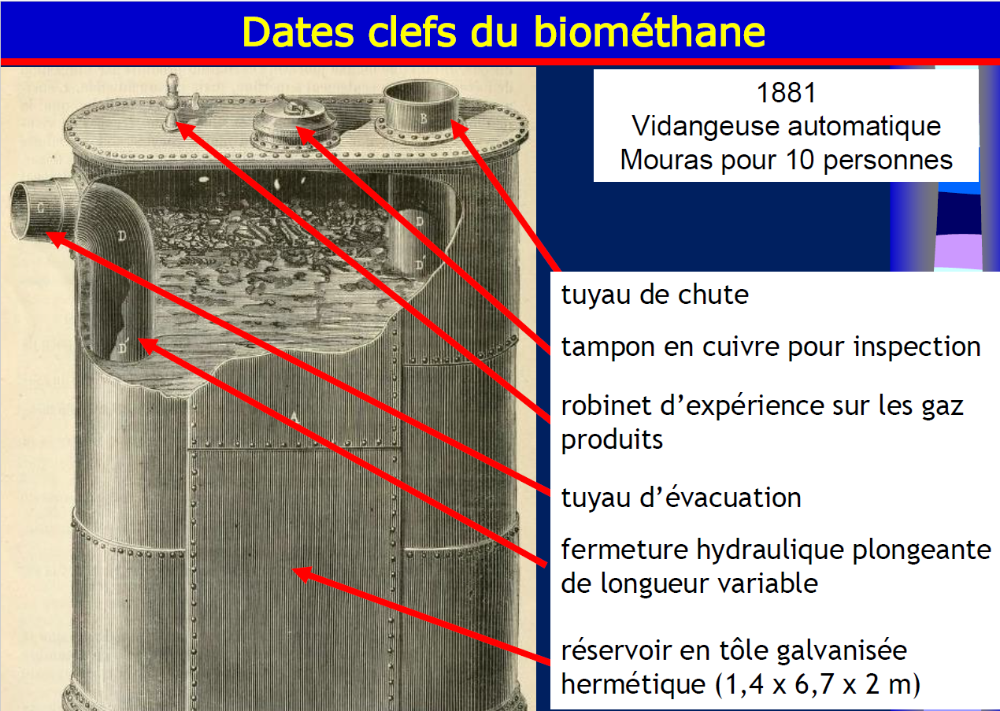 Dates clefs du biométhane
1881
Vidangeuse automatique
Mouras pour 10 personnes
B
C
D
D
D'
D'
A
tuyau de chute
tampon en cuivre pour inspection
robinet d'expérience sur les gaz
produits
tuyau d'évacuation
fermeture hydraulique plongeante
de longueur variable
réservoir en tôle galvanisée
hermétique (1,4 x 6,7 x 2 m)